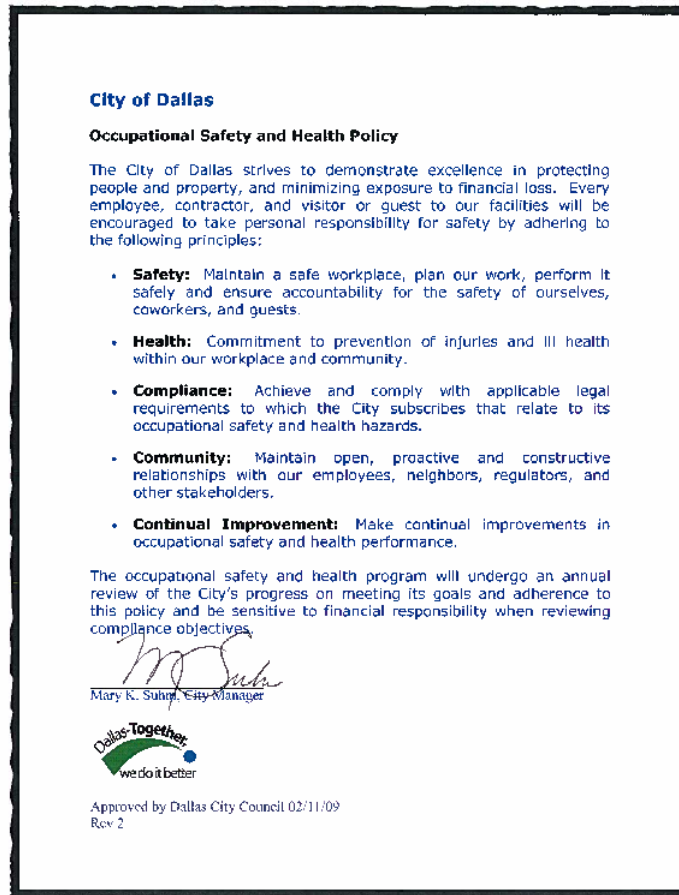 City of Dallas
Occupational Safety and Health Policy
The City of Dallas strives to demonstrate excellence in protecting
people and property, and minimizing exposure to financial loss. Every
employee, contractor, and visitor or guest to our facilities will be
encouraged to take personal responsibility for safety by adhering to
the following principles:
• Safety: Maintain a safe workplace, plan our work, perform it
safely and ensure accountability for the safety of ourselves,
coworkers, and guests.
• Health: Commitment to prevention of injuries and ill health
within our workplace and community.
• Compliance: Achieve and comply with applicable legal
requirements to which the City subscribes that relate to its
occupational safety and health hazards.
• Community: Maintain open, proactive and constructive
relationships with our employees, neighbors, regulators, and
other stakeholders.
• Continual Improvement: Make continual improvements in
occupational safety and health performance.
The occupational safety and health program will undergo an annual
review of the City's progress on meeting its goals and adherence to
this policy and be sensitive to financial responsibility when reviewing
compliance objectives.
Mary K. Suhm, City Manager
Dallas-Together,
we do it better
Approved by Dallas City Council 02/11/09
Rev 2